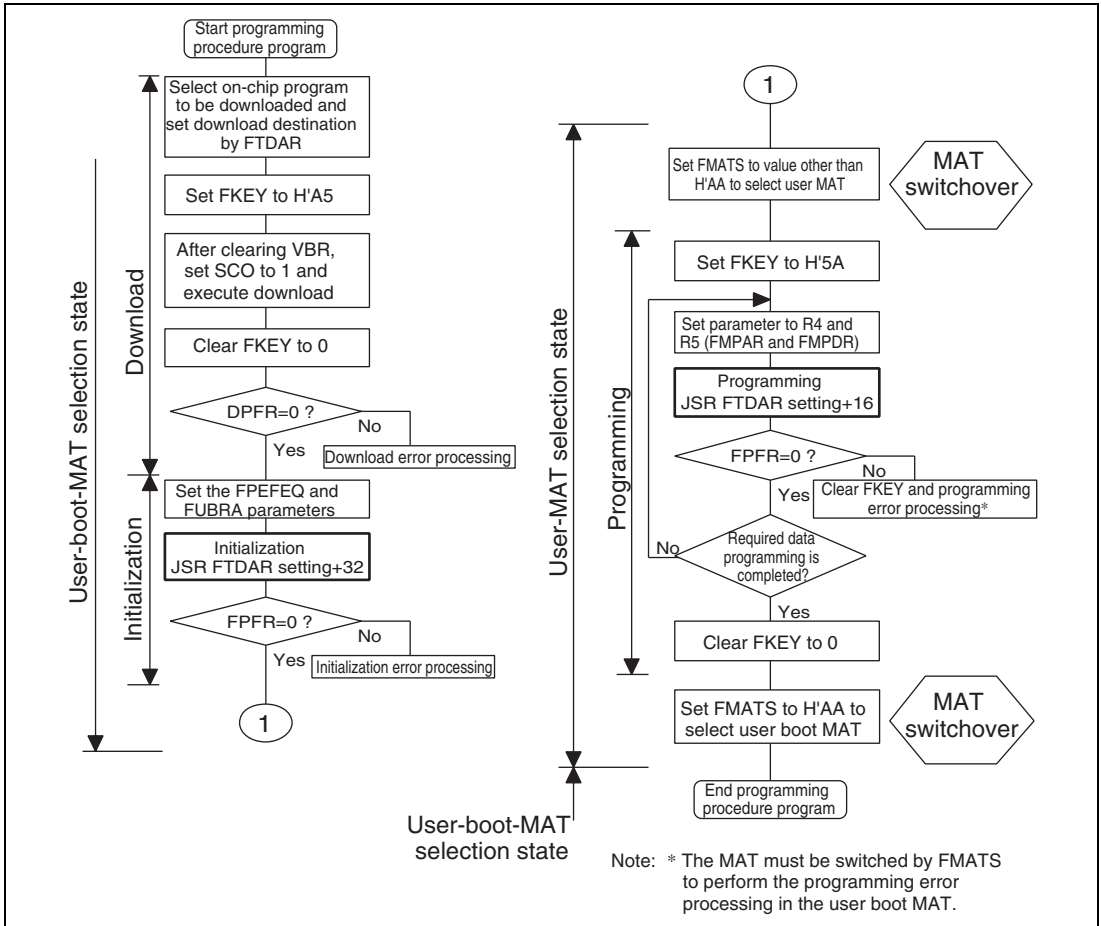 Start programming
procedure program
Select on-chip program
to be downloaded and
set download destination
by FTDAR
Set FKEY to H'A5
After clearing VBR,
set SCO to 1 and
execute download
Clear FKEY to 0
DPFR=0 ?
No
Yes
Download error processing
Set the FPEFEQ and
FUBRA parameters
Initialization
JSR FTDAR setting+32
FPFR=0 ?
No
Yes
Initialization error processing
1
Download
Initialization
User-boot-MAT selection state
1
Set FMATS to value other than
H'AA to select user MAT
MAT
switchover
Set FKEY to H'5A
Set parameter to R4 and
R5 (FMPAR and FMPDR)
Programming
JSR FTDAR setting+16
FPFR=0 ?
No
Yes
Clear FKEY and programming
error processing*
Required data
programming is
completed?
No
Yes
Clear FKEY to 0
Set FMATS to H'AA to
select user boot MAT
MAT
switchover
End programming
procedure program
Programming
User-MAT selection state
User-boot-MAT
selection state
Note: * The MAT must be switched by FMATS
to perform the programming error
processing in the user boot MAT.